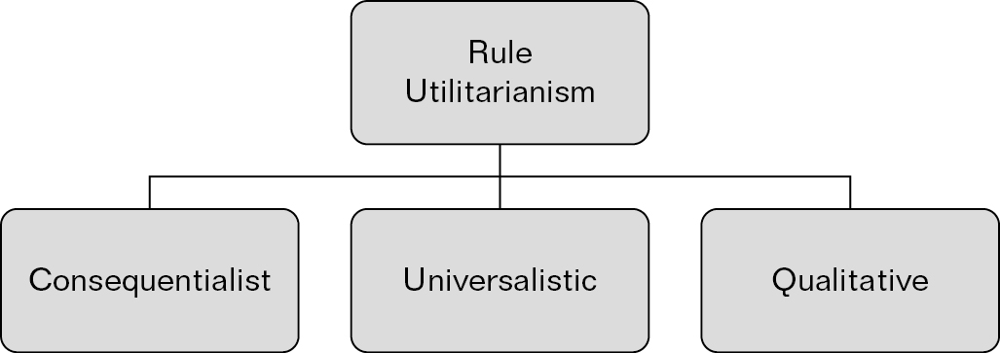 Rule
Utilitarianism
Consequentialist
Universalistic
Qualitative